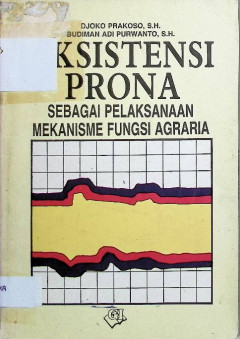 DJOKO PRAKOSO, S.H.
BUDIMAN ADI PURWANTO, S.H.
EKSISTENSI
PRONA
SEBAGAI PELAKSANAAN
MEKANISME FUNGSI AGRARIA